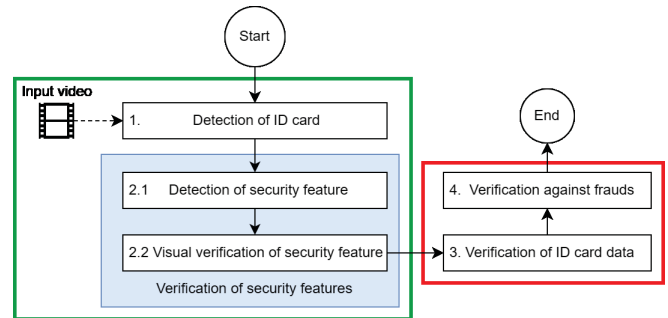 Start
Input video
1. Detection of ID card
2.1 Detection of security feature
2.2 Visual verification of security feature
Verification of security features
3. Verification of ID card data
4. Verification against frauds
End